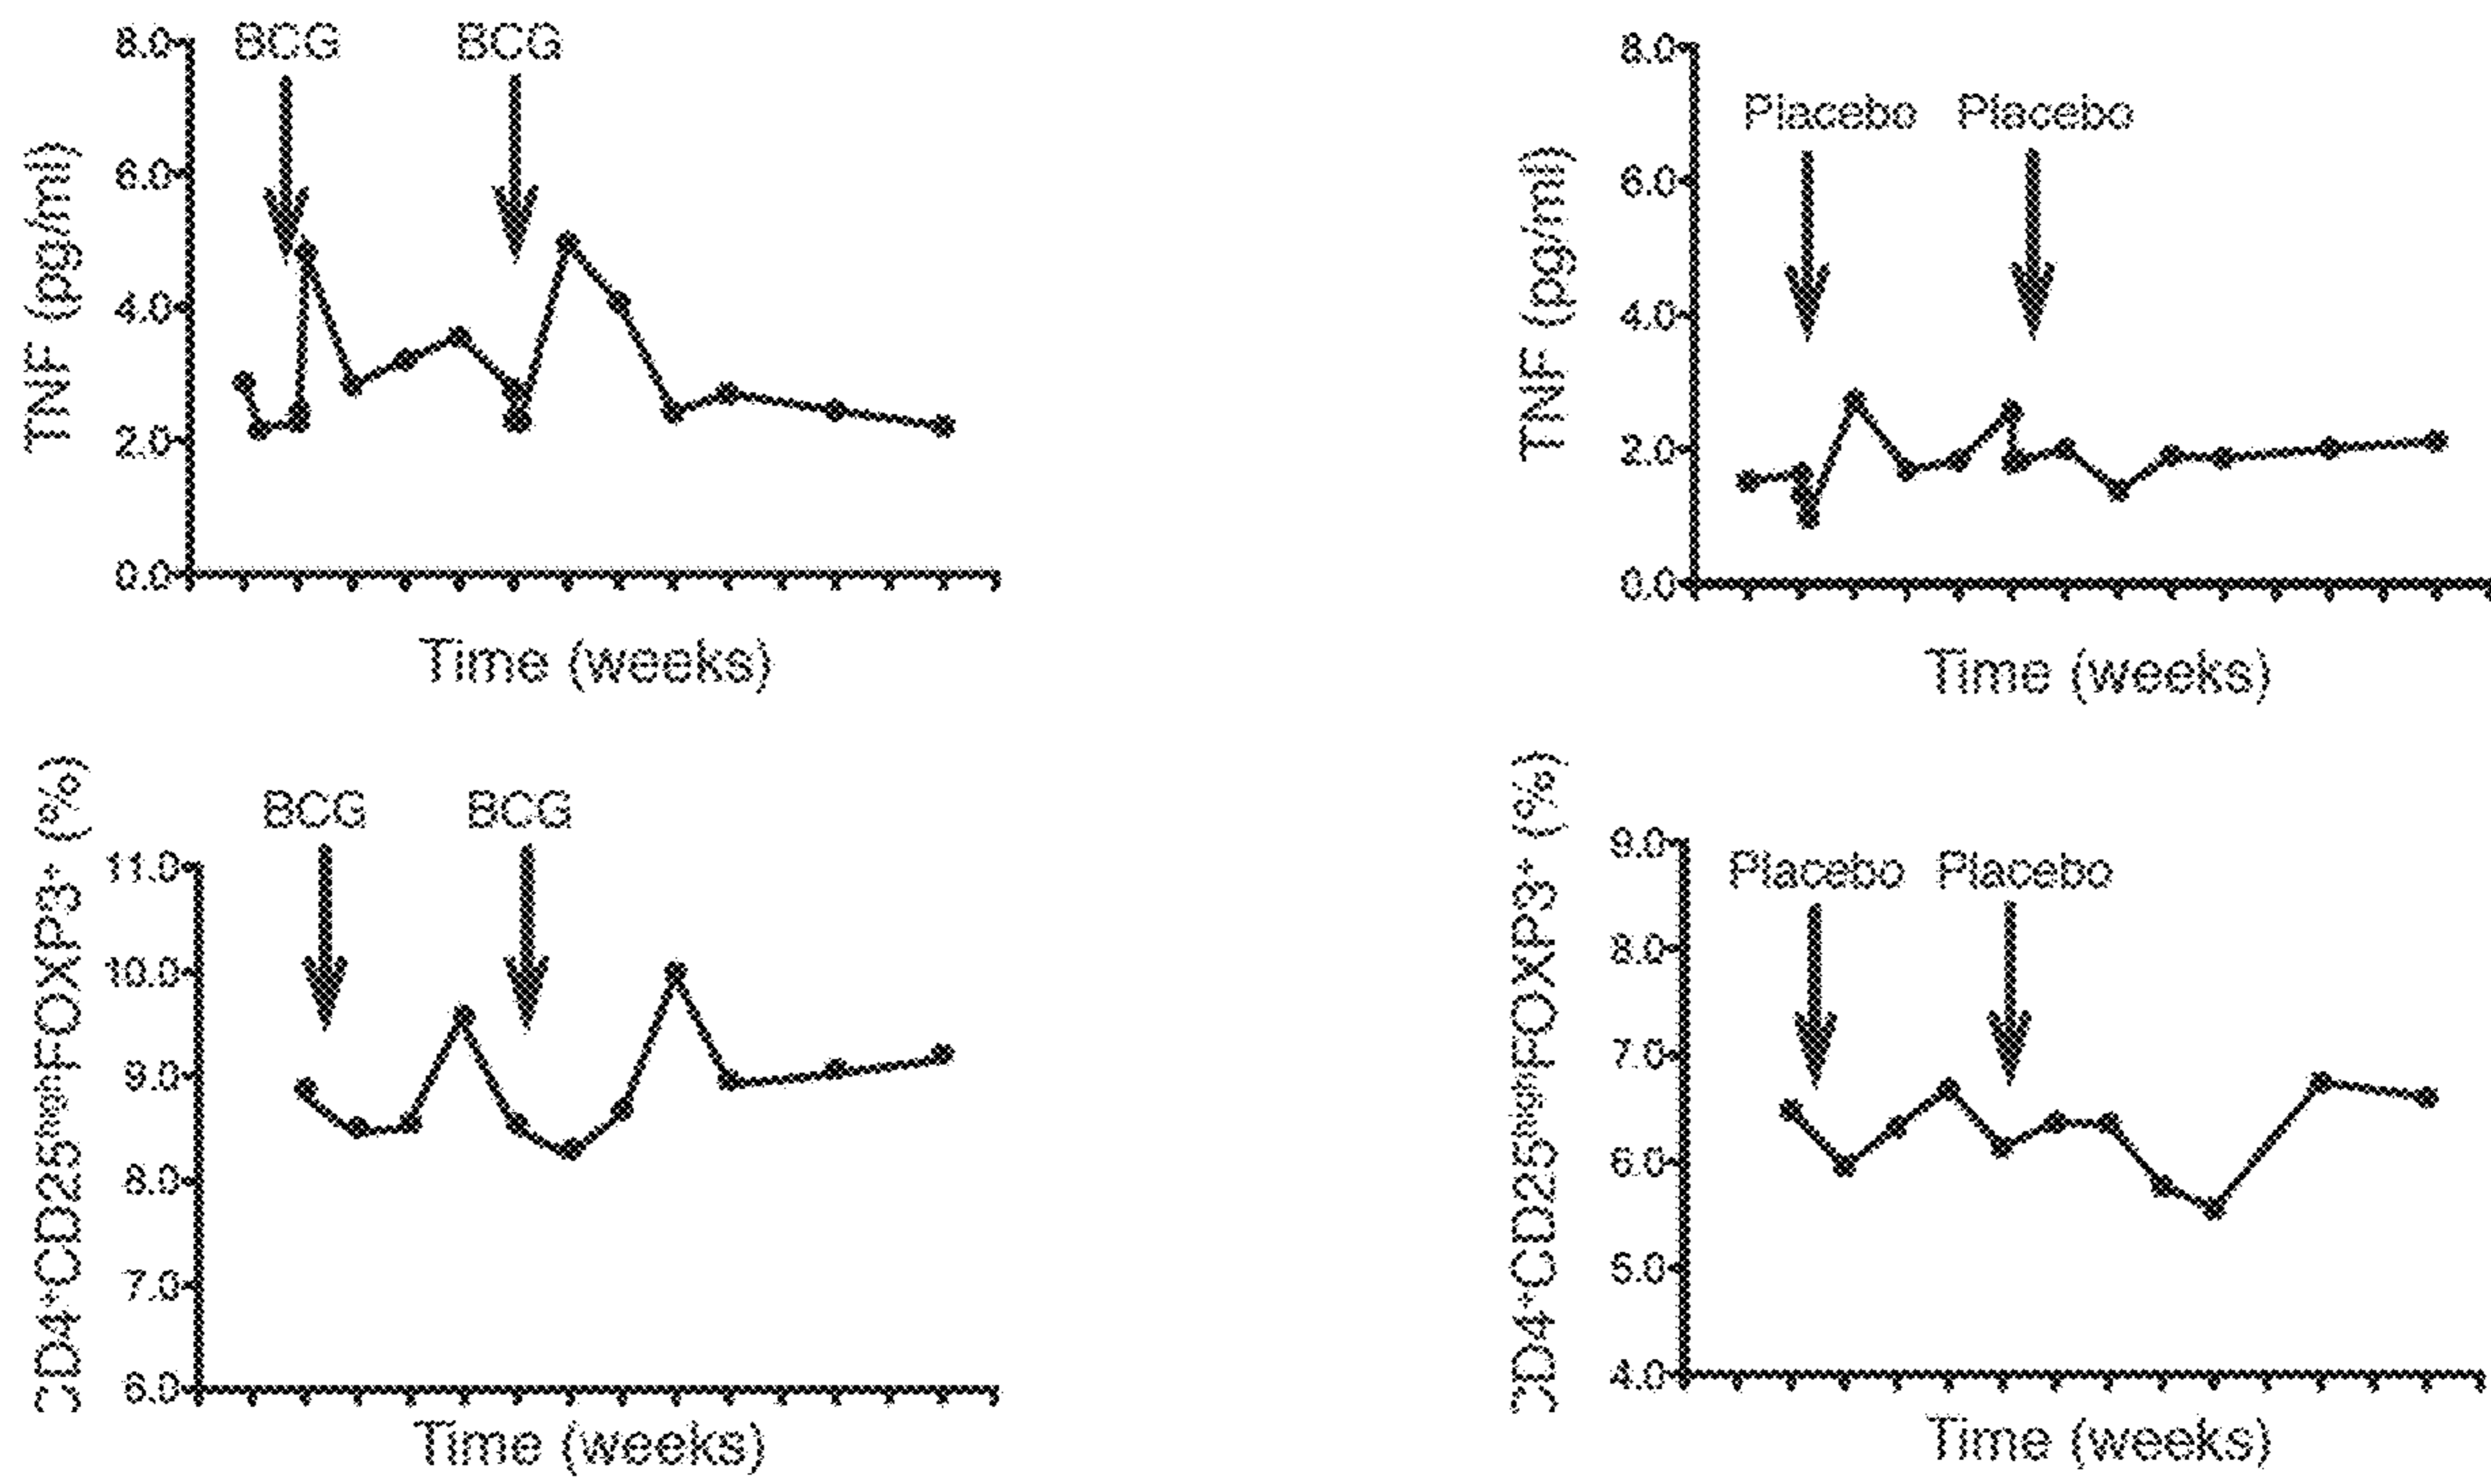 BCG BCG
8.0
6.0
4.0
2.0
0.0
TNF (pg/ml)
Time (weeks)
Placebo Placebo
8.0
6.0
4.0
2.0
0.0
TNF (pg/ml)
Time (weeks)
BCG BCG
11.0
10.0
9.0
8.0
7.0
6.0
CD4⁺CD25ʰⁱᵍʰFOXP3⁺ (%)
Time (weeks)
Placebo Placebo
9.0
8.0
7.0
6.0
5.0
4.0
CD4⁺CD25ʰⁱᵍʰFOXP3⁺ (%)
Time (weeks)